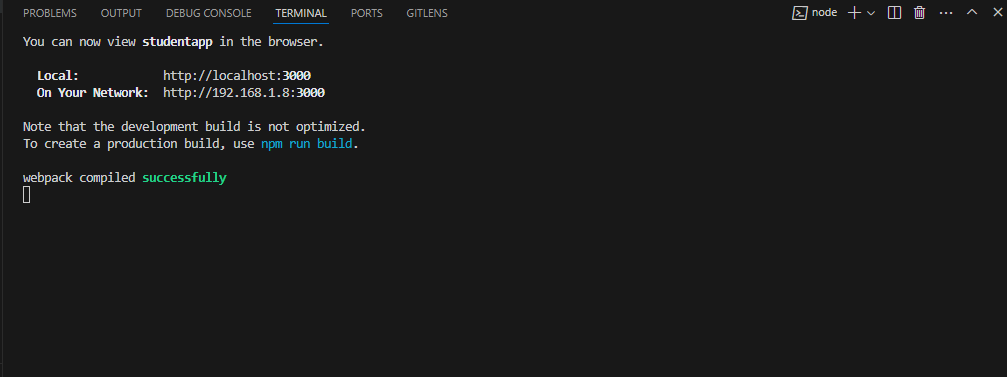 PROBLEMS OUTPUT DEBUG CONSOLE TERMINAL PORTS GITLENS node
You can now view studentapp in the browser.
Local: http://localhost:3000
On Your Network: http://192.168.1.8:3000
Note that the development build is not optimized.
To create a production build, use npm run build.
webpack compiled successfully